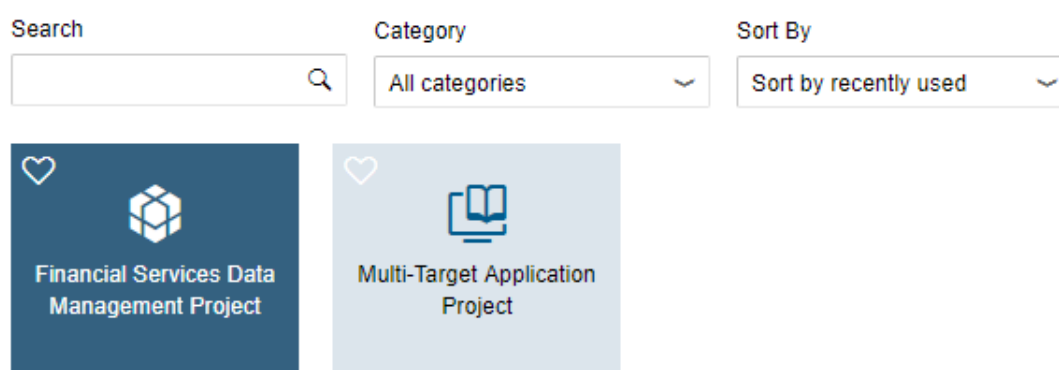 Search
Category
Sort By
All categories
Sort by recently used
Financial Services Data
Management Project
Multi-Target Application
Project